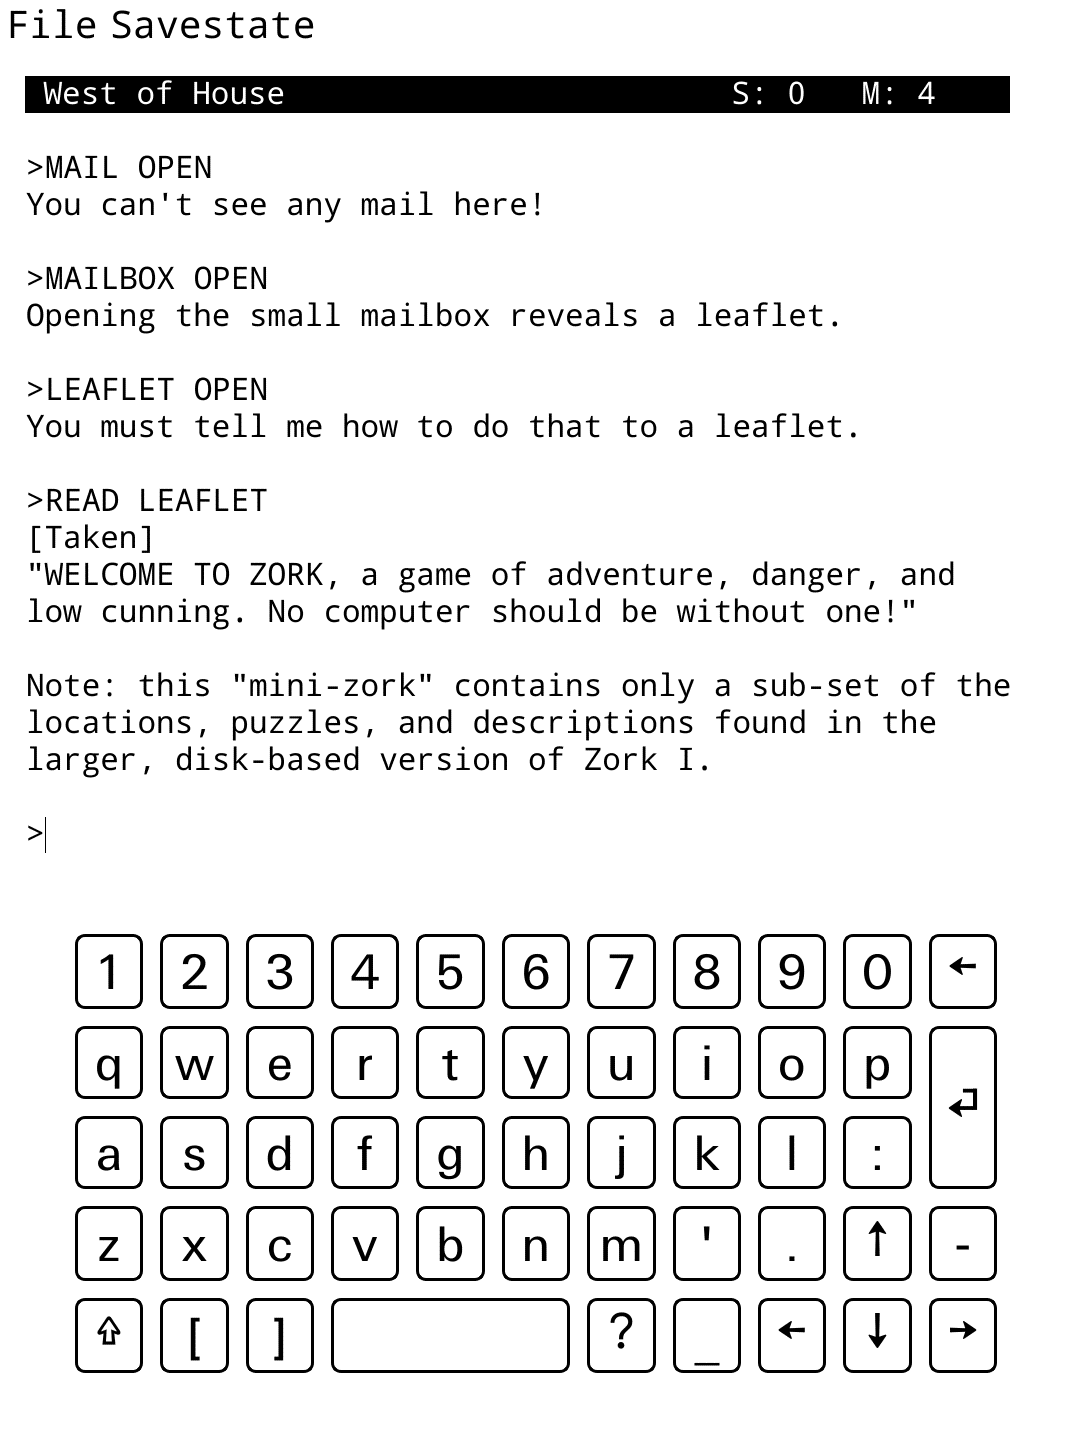 File Savestate
West of House S: 0 M: 4
>MAIL OPEN
You can't see any mail here!
>MAILBOX OPEN
Opening the small mailbox reveals a leaflet.
>LEAFLET OPEN
You must tell me how to do that to a leaflet.
>READ LEAFLET
[Taken]
"WELCOME TO ZORK, a game of adventure, danger, and
low cunning. No computer should be without one!"
Note: this "mini-zork" contains only a sub-set of the
locations, puzzles, and descriptions found in the
larger, disk-based version of Zork I.
>
1 2 3 4 5 6 7 8 9 0 ←
q w e r t y u i o p ↵
a s d f g h j k l :
z x c v b n m ' . ↑ -
⇧ [ ] ? _ ← ↓ →